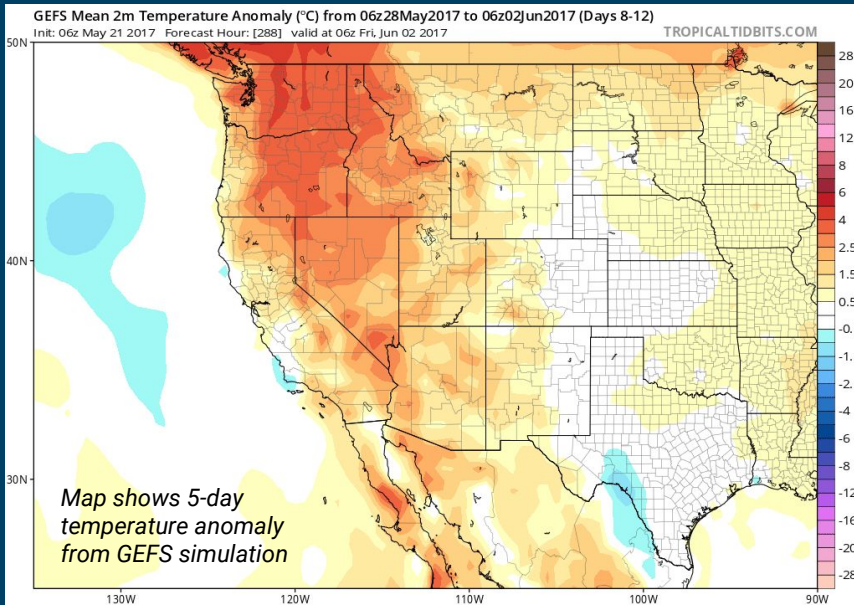 GEFS Mean 2m Temperature Anomaly (°C) from 06z28May2017 to 06z02Jun2017 (Days 8-12)
Init: 06z May 21 2017 Forecast Hour: [288] valid at 06z Fri, Jun 02 2017
TROPICALTIDBITS.COM
50N
40N
30N
130W
120W
110W
100W
90W
28
20
16
12
8
6
4
2.5
1.5
0.5
-0.
-1.
-2.
-4
-6
-8
-12
-16
-20
-28
Map shows 5-day
temperature anomaly
from GEFS simulation